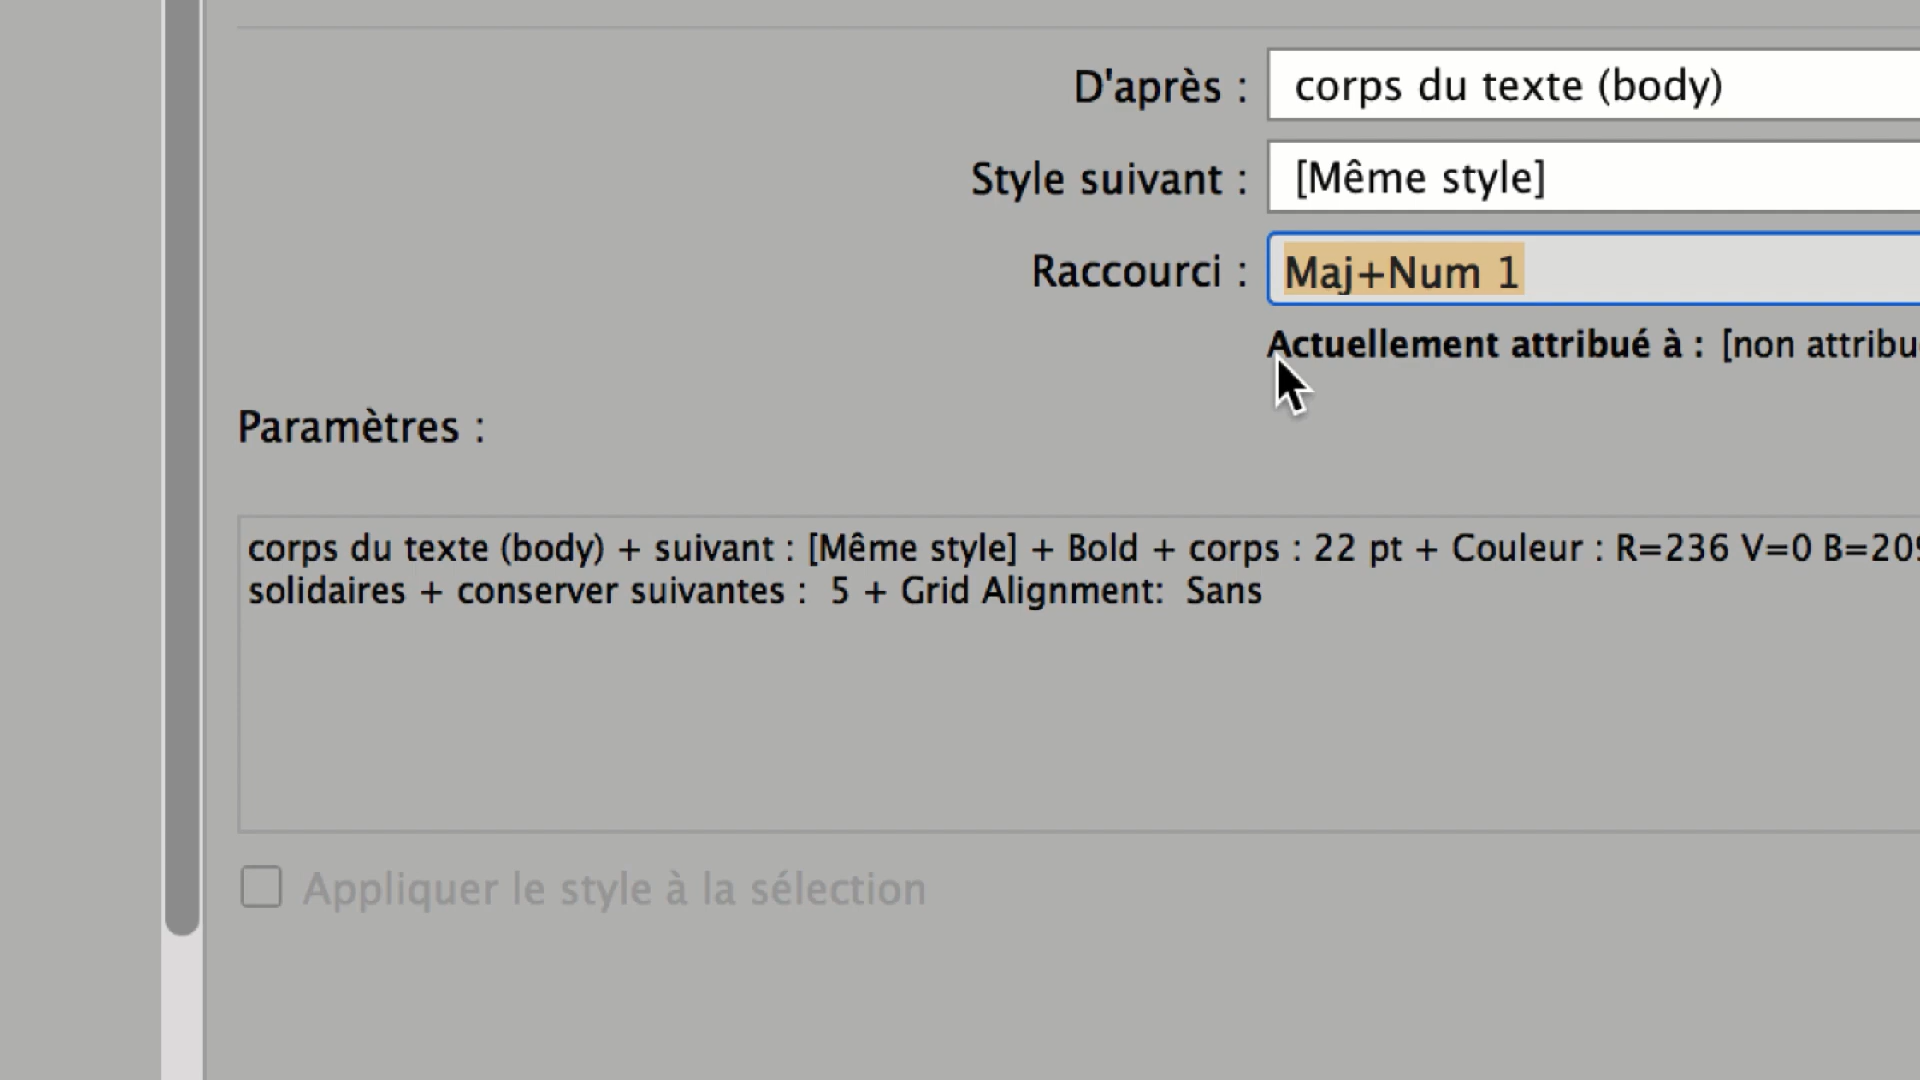 D'après : corps du texte (body)
Style suivant : [Même style]
Raccourci : Maj+Num 1
Actuellement attribué à : [non
Paramètres :
corps du texte (body) + suivant : [Même style] + Bold + corps : 22 pt + Couleur : R=236 V=0
solidaires + conserver suivantes : 5 + Grid Alignment: Sans
Appliquer le style à la sélection